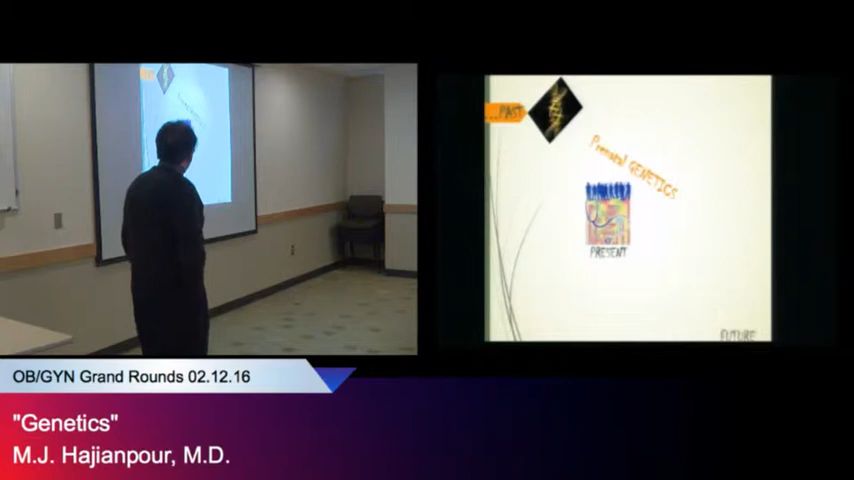 ...PAST
Prenatal GENETICS
PRESENT
FUTURE
OB/GYN Grand Rounds 02.12.16
"Genetics"
M.J. Hajianpour, M.D.